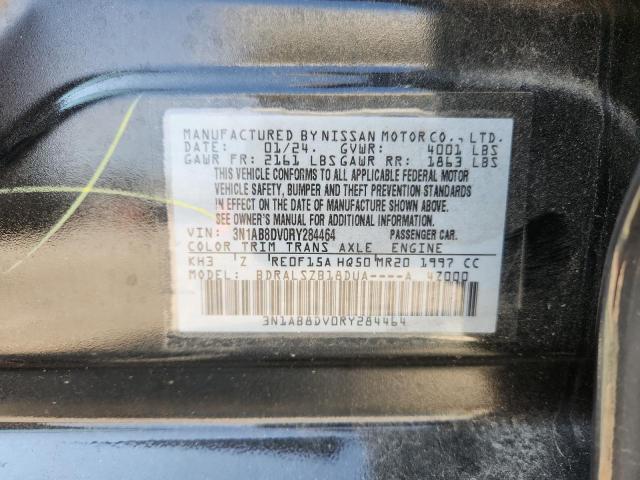 MANUFACTURED BY NISSAN MOTOR CO., LTD.
DATE: 01/24. GVWR: 4001 LBS
GAWR FR: 2161 LBS GAWR RR: 1863 LBS
THIS VEHICLE CONFORMS TO ALL APPLICABLE FEDERAL MOTOR
VEHICLE SAFETY, BUMPER AND THEFT PREVENTION STANDARDS
IN EFFECT ON THE DATE OF MANUFACTURE SHOWN ABOVE.
SEE OWNER'S MANUAL FOR ADDITIONAL INFORMATION.
VIN: 3N1AB8DV0RY284464 PASSENGER CAR.
COLOR TRIM TRANS AXLE ENGINE
KH3 Z RE0F15A HQ50 MR20 1997 CC
MODEL: BDRALSZB18DUA----A 47000
3N1AB8DV0RY284464